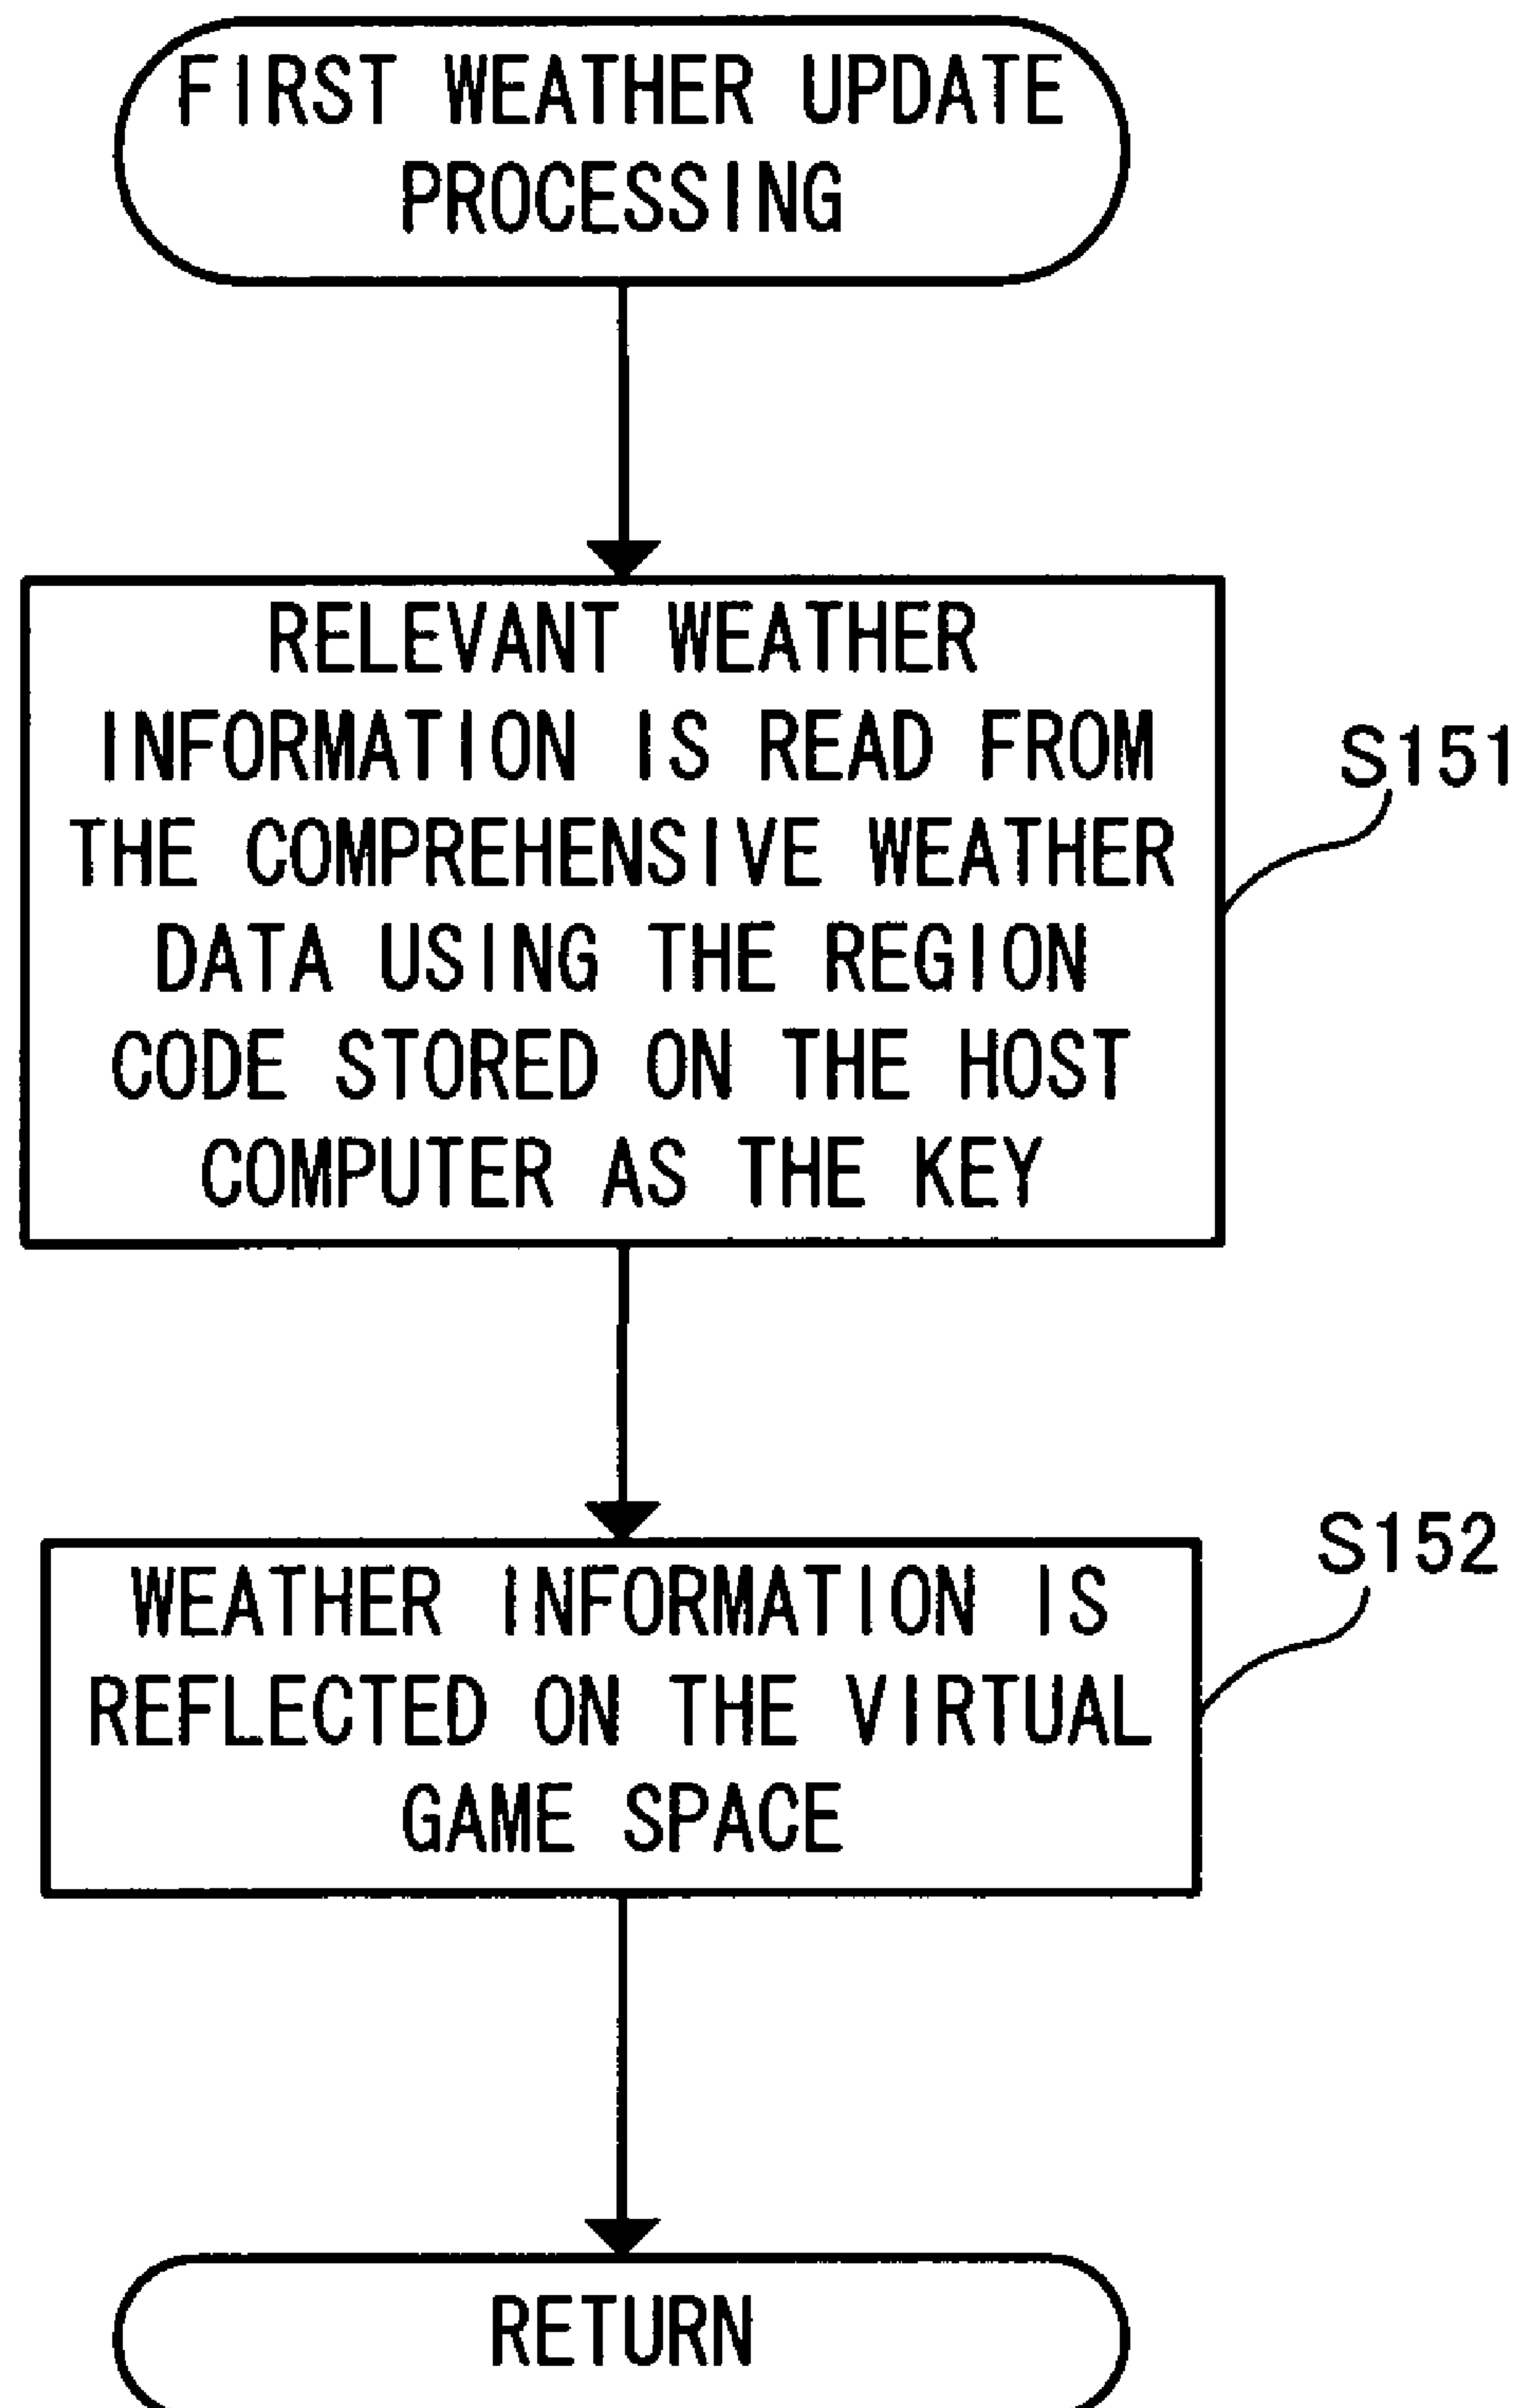 FIRST WEATHER UPDATE
PROCESSING
RELEVANT WEATHER
INFORMATION IS READ FROM
THE COMPREHENSIVE WEATHER
DATA USING THE REGION
CODE STORED ON THE HOST
COMPUTER AS THE KEY
S151
WEATHER INFORMATION IS
REFLECTED ON THE VIRTUAL
GAME SPACE
S152
RETURN